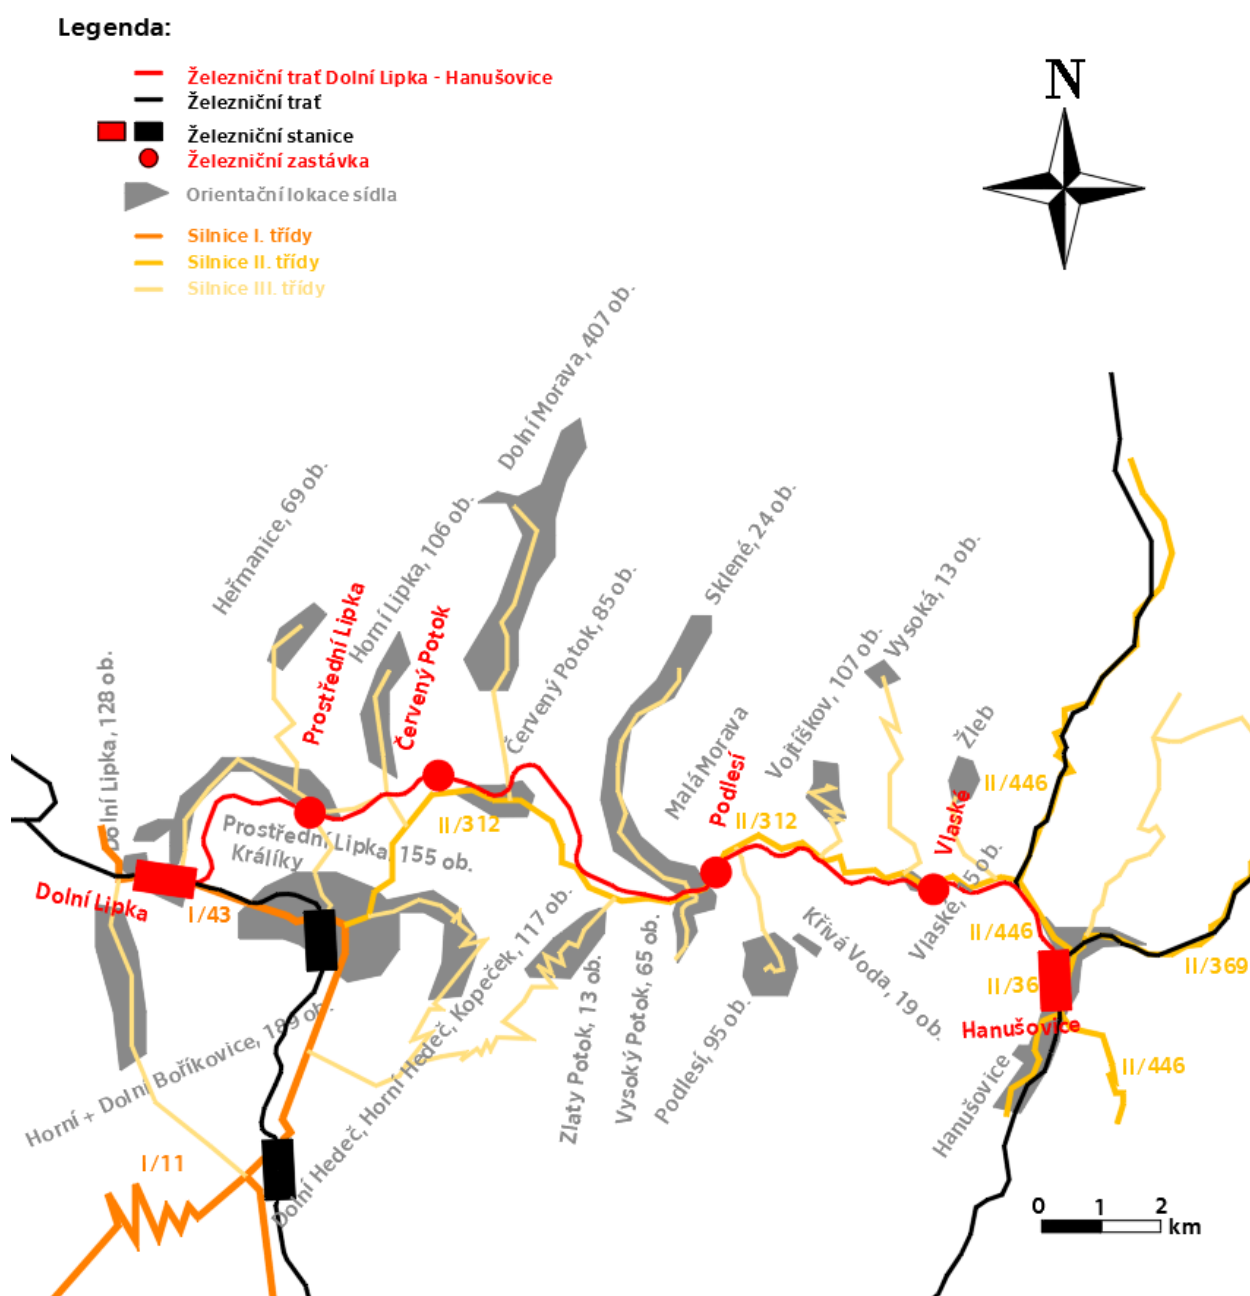 Legenda:
Železniční trať Dolní Lipka - Hanušovice
Železniční trať
Železniční stanice
Železniční zastávka
Orientační lokace sídla
Silnice I. třídy
Silnice II. třídy
Silnice III. třídy
N
Dolní Morava, 407 ob.
Heřmanice, 69 ob.
Horní Lipka, 106 ob.
Prostřední Lipka
Červený Potok
Červený Potok, 85 ob.
Sklené, 24 ob.
Vysoká, 13 ob.
Vojtíškov, 107 ob.
Malá Morava
Podlesí
Žleb
Vlaské
Dolní Lipka, 128 ob.
II/446
II/312
II/312
Prostřední Lipka, 155 ob.
Králíky
Dolní Lipka
I/43
Vlaské, 5 ob.
II/446
II/369
II/36
Hanušovice
Křivá Voda, 19 ob.
Dolní Hedeč, Horní Hedeč, Kopeček, 117 ob.
Zlaty Potok, 13 ob.
Vysoký Potok, 65 ob.
Podlesí, 95 ob.
Horní + Dolní Boříkovice, 189 ob.
Hanušovice
II/446
I/11
0 1 2
km